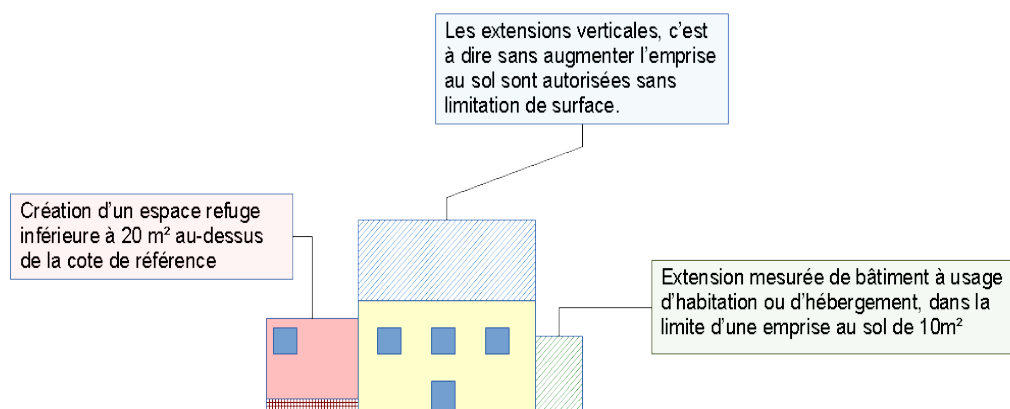 Les extensions verticales, c'est
à dire sans augmenter l'emprise
au sol sont autorisées sans
limitation de surface.
Création d'un espace refuge
inférieure à 20 m² au-dessus
de la cote de référence
Extension mesurée de bâtiment à usage
d'habitation ou d'hébergement, dans la
limite d'une emprise au sol de 10m²